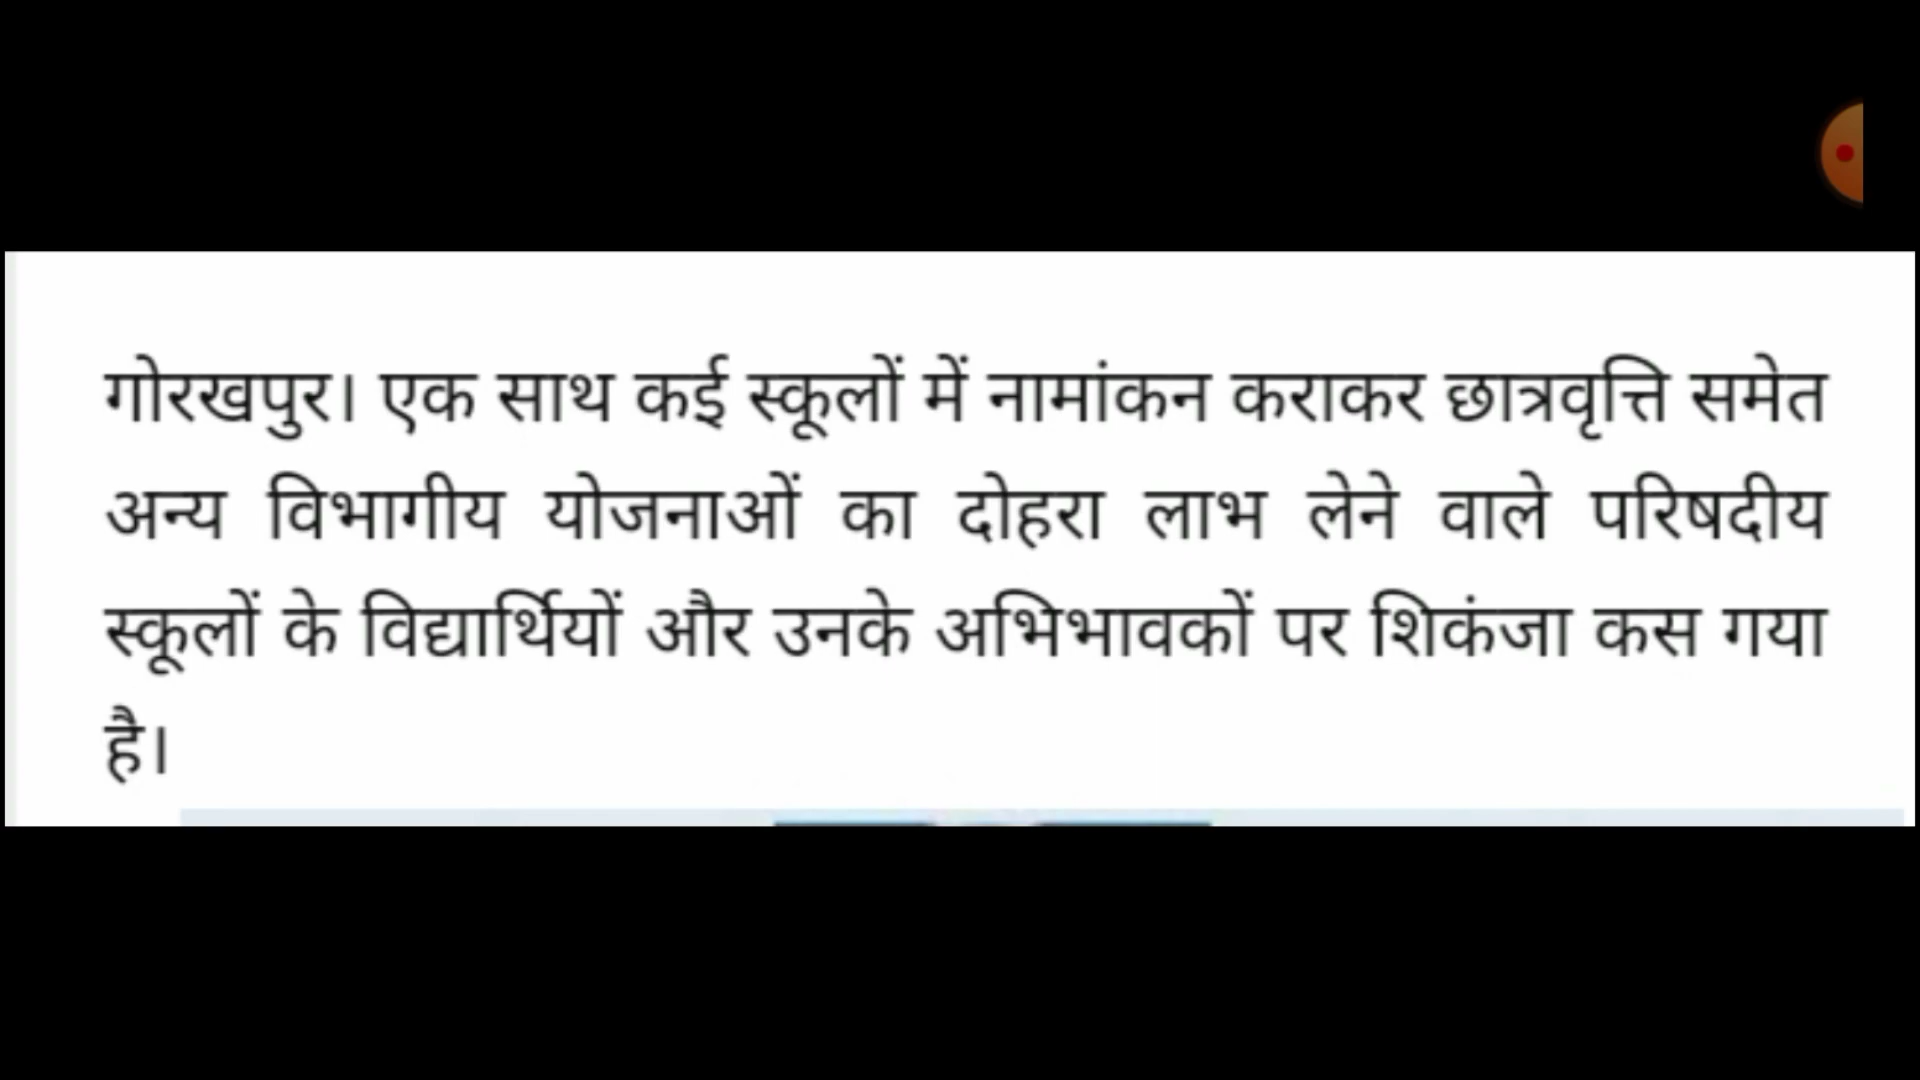 गोरखपुर। एक साथ कई स्कूलों में नामांकन कराकर छात्रवृत्ति समेत
अन्य विभागीय योजनाओं का दोहरा लाभ लेने वाले परिषदीय
स्कूलों के विद्यार्थियों और उनके अभिभावकों पर शिकंजा कस गया
है।